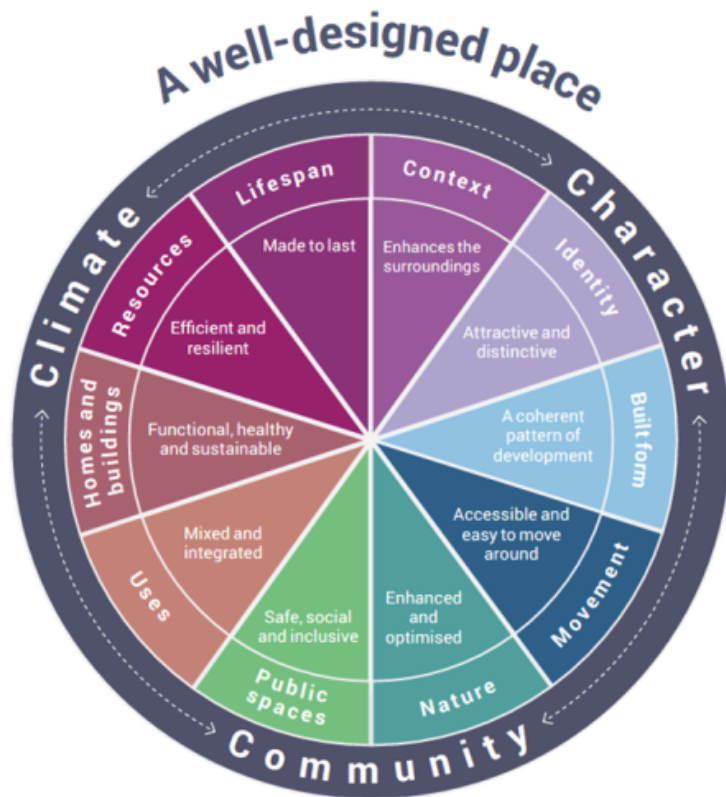 A well-designed place
Climate
Character
Community
Context
Enhances the
surroundings
Identity
Attractive and
distinctive
Built form
A coherent
pattern of
development
Movement
Accessible and
easy to move
around
Nature
Enhanced
and
optimised
Public
spaces
Safe, social
and inclusive
Uses
Mixed and
integrated
Homes and
buildings
Functional, healthy
and sustainable
Resources
Efficient and
resilient
Lifespan
Made to last